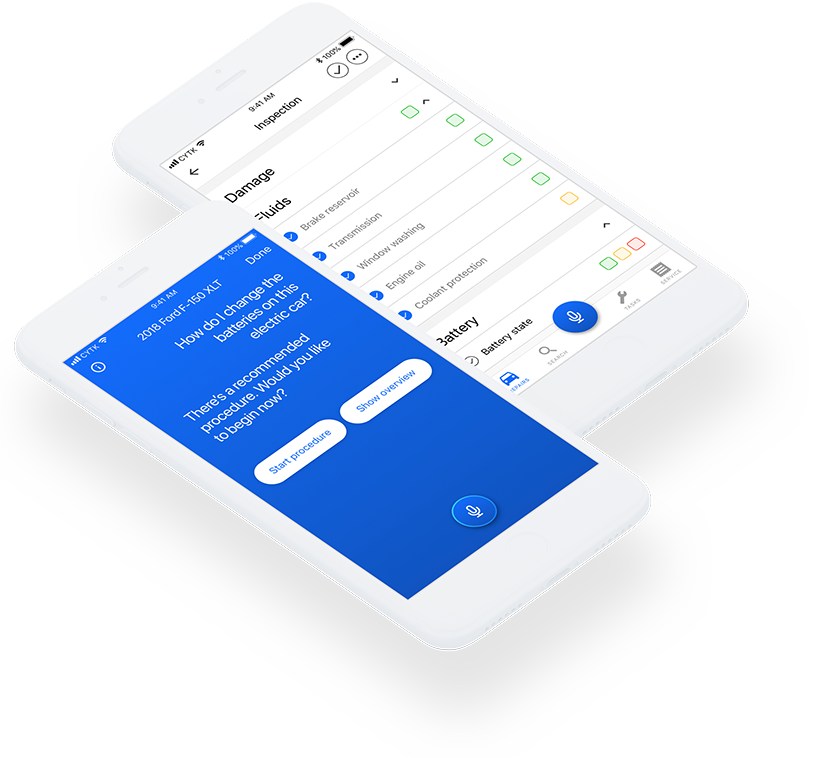 CYTK
9:41 AM
100%
Inspection
Damage
Fluids
Brake reservoir
Transmission
Window washing
Engine oil
Coolant protection
Battery
Battery state
SEARCH
TASKS
SERVICE
CYTK
9:41 AM
100%
2018 Ford F-150 XLT
Done
How do I change the
batteries on this
electric car?
There's a recommended
procedure. Would you like
to begin now?
Start procedure
Show overview